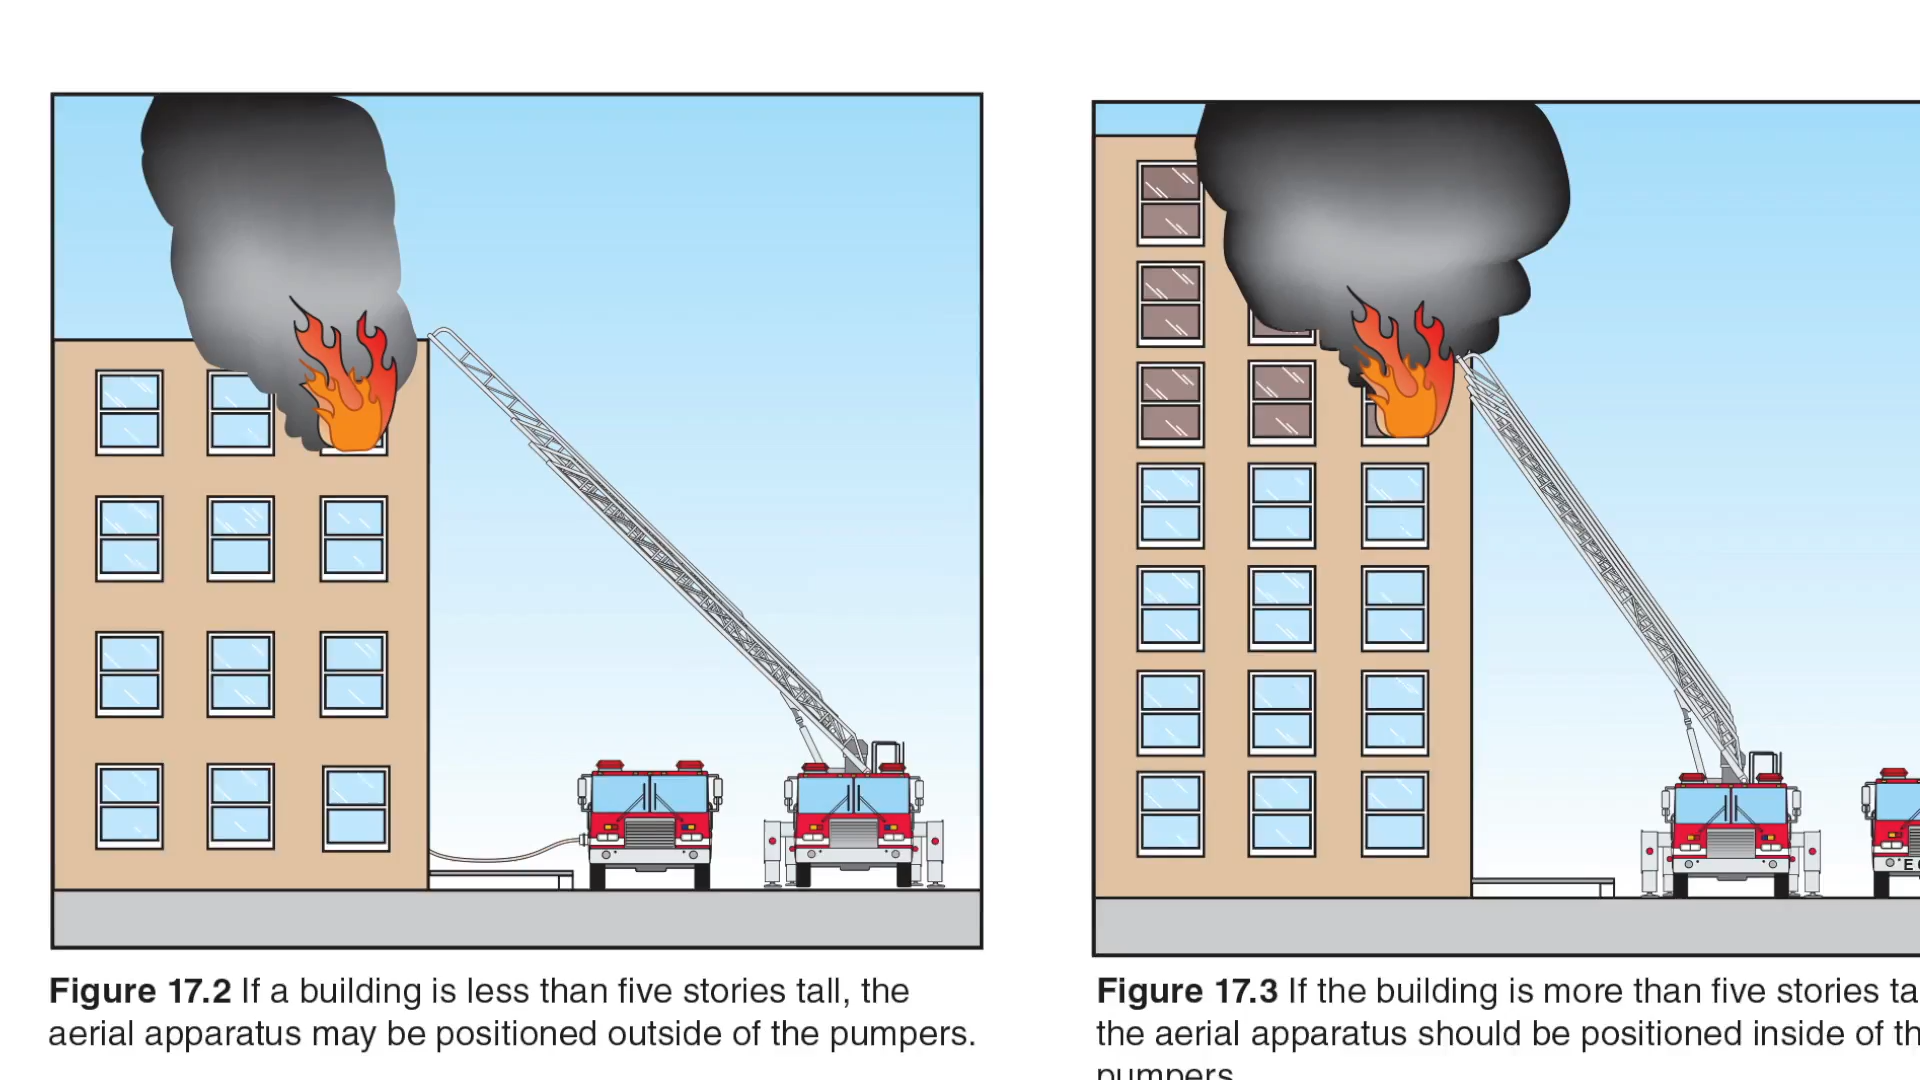 Figure 17.2 If a building is less than five stories tall, the
aerial apparatus may be positioned outside of the pumpers.
Figure 17.3 If the building is more than five stories
the aerial apparatus should be positioned inside of
pumpers